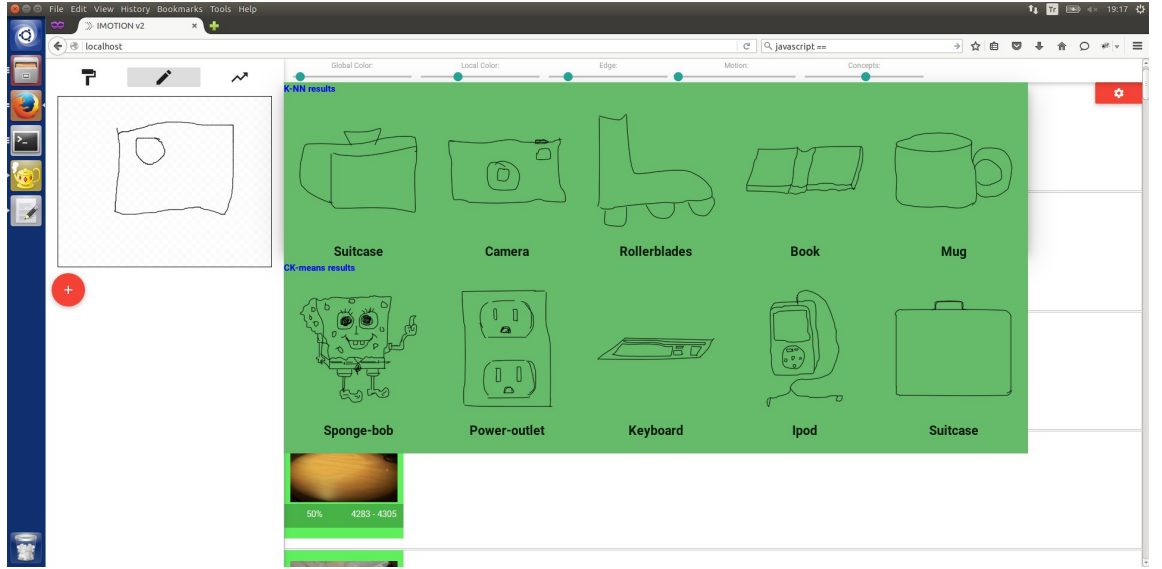 File Edit View History Bookmarks Tools Help
Tr
19:17
IMOTION v2
localhost
javascript ==
Global Color:
Local Color:
Edge:
Motion:
Concepts:
K-NN results
Suitcase
Camera
Rollerblades
Book
Mug
CK-means results
Sponge-bob
Power-outlet
Keyboard
Ipod
Suitcase
50%
4283 - 4305